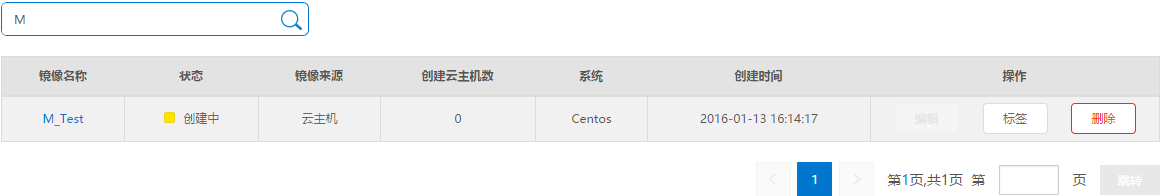 M
镜像名称 状态 镜像来源 创建云主机数 系统 创建时间 操作
M_Test 创建中 云主机 0 Centos 2016-01-13 16:14:17 编辑 标签 删除
1 第1页,共1页 第 页 跳转